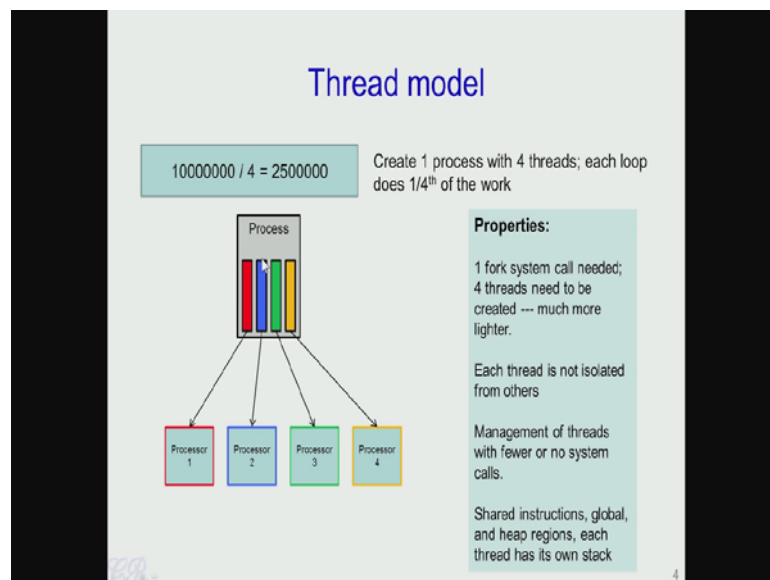 Thread model
10000000 / 4 = 2500000
Create 1 process with 4 threads; each loop
does 1/4th of the work
Process
Processor
1
Processor
2
Processor
3
Processor
4
Properties:
1 fork system call needed;
4 threads need to be
created --- much more
lighter.
Each thread is not isolated
from others
Management of threads
with fewer or no system
calls.
Shared instructions, global,
and heap regions, each
thread has its own stack
4